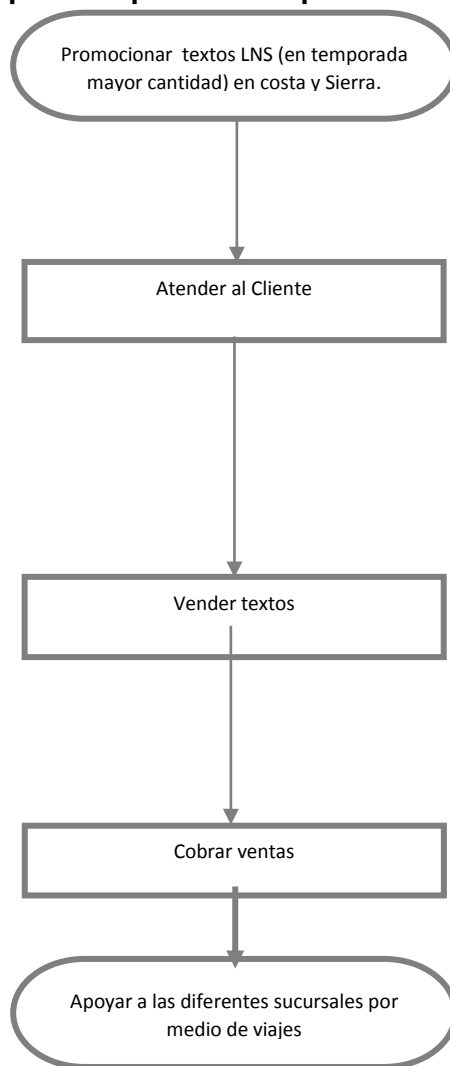 Promocionar textos LNS (en temporada
mayor cantidad) en costa y Sierra.
Atender al Cliente
Vender textos
Cobrar ventas
Apoyar a las diferentes sucursales por
medio de viajes